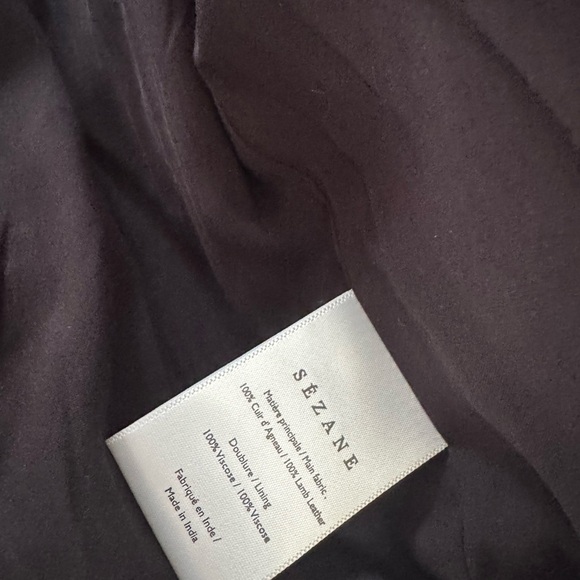 SÉZANE
Matière principale / Main fabric .
100% Cuir d'Agneau / 100% Lamb Leather
Doublure / Lining
100% Viscose / 100% Viscose
Fabriqué en Inde /
Made in India